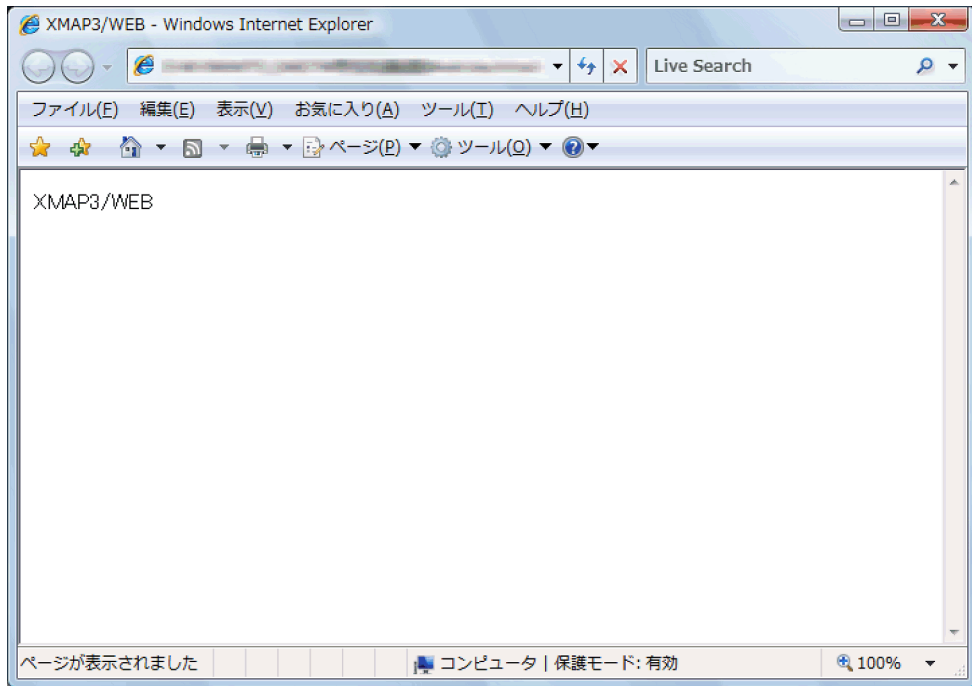 XMAP3/WEB - Windows Internet Explorer
Live Search
ファイル(F) 編集(E) 表示(V) お気に入り(A) ツール(T) ヘルプ(H)
ページ(P) ツール(O)
XMAP3/WEB
ページが表示されました コンピュータ | 保護モード: 有効 100%